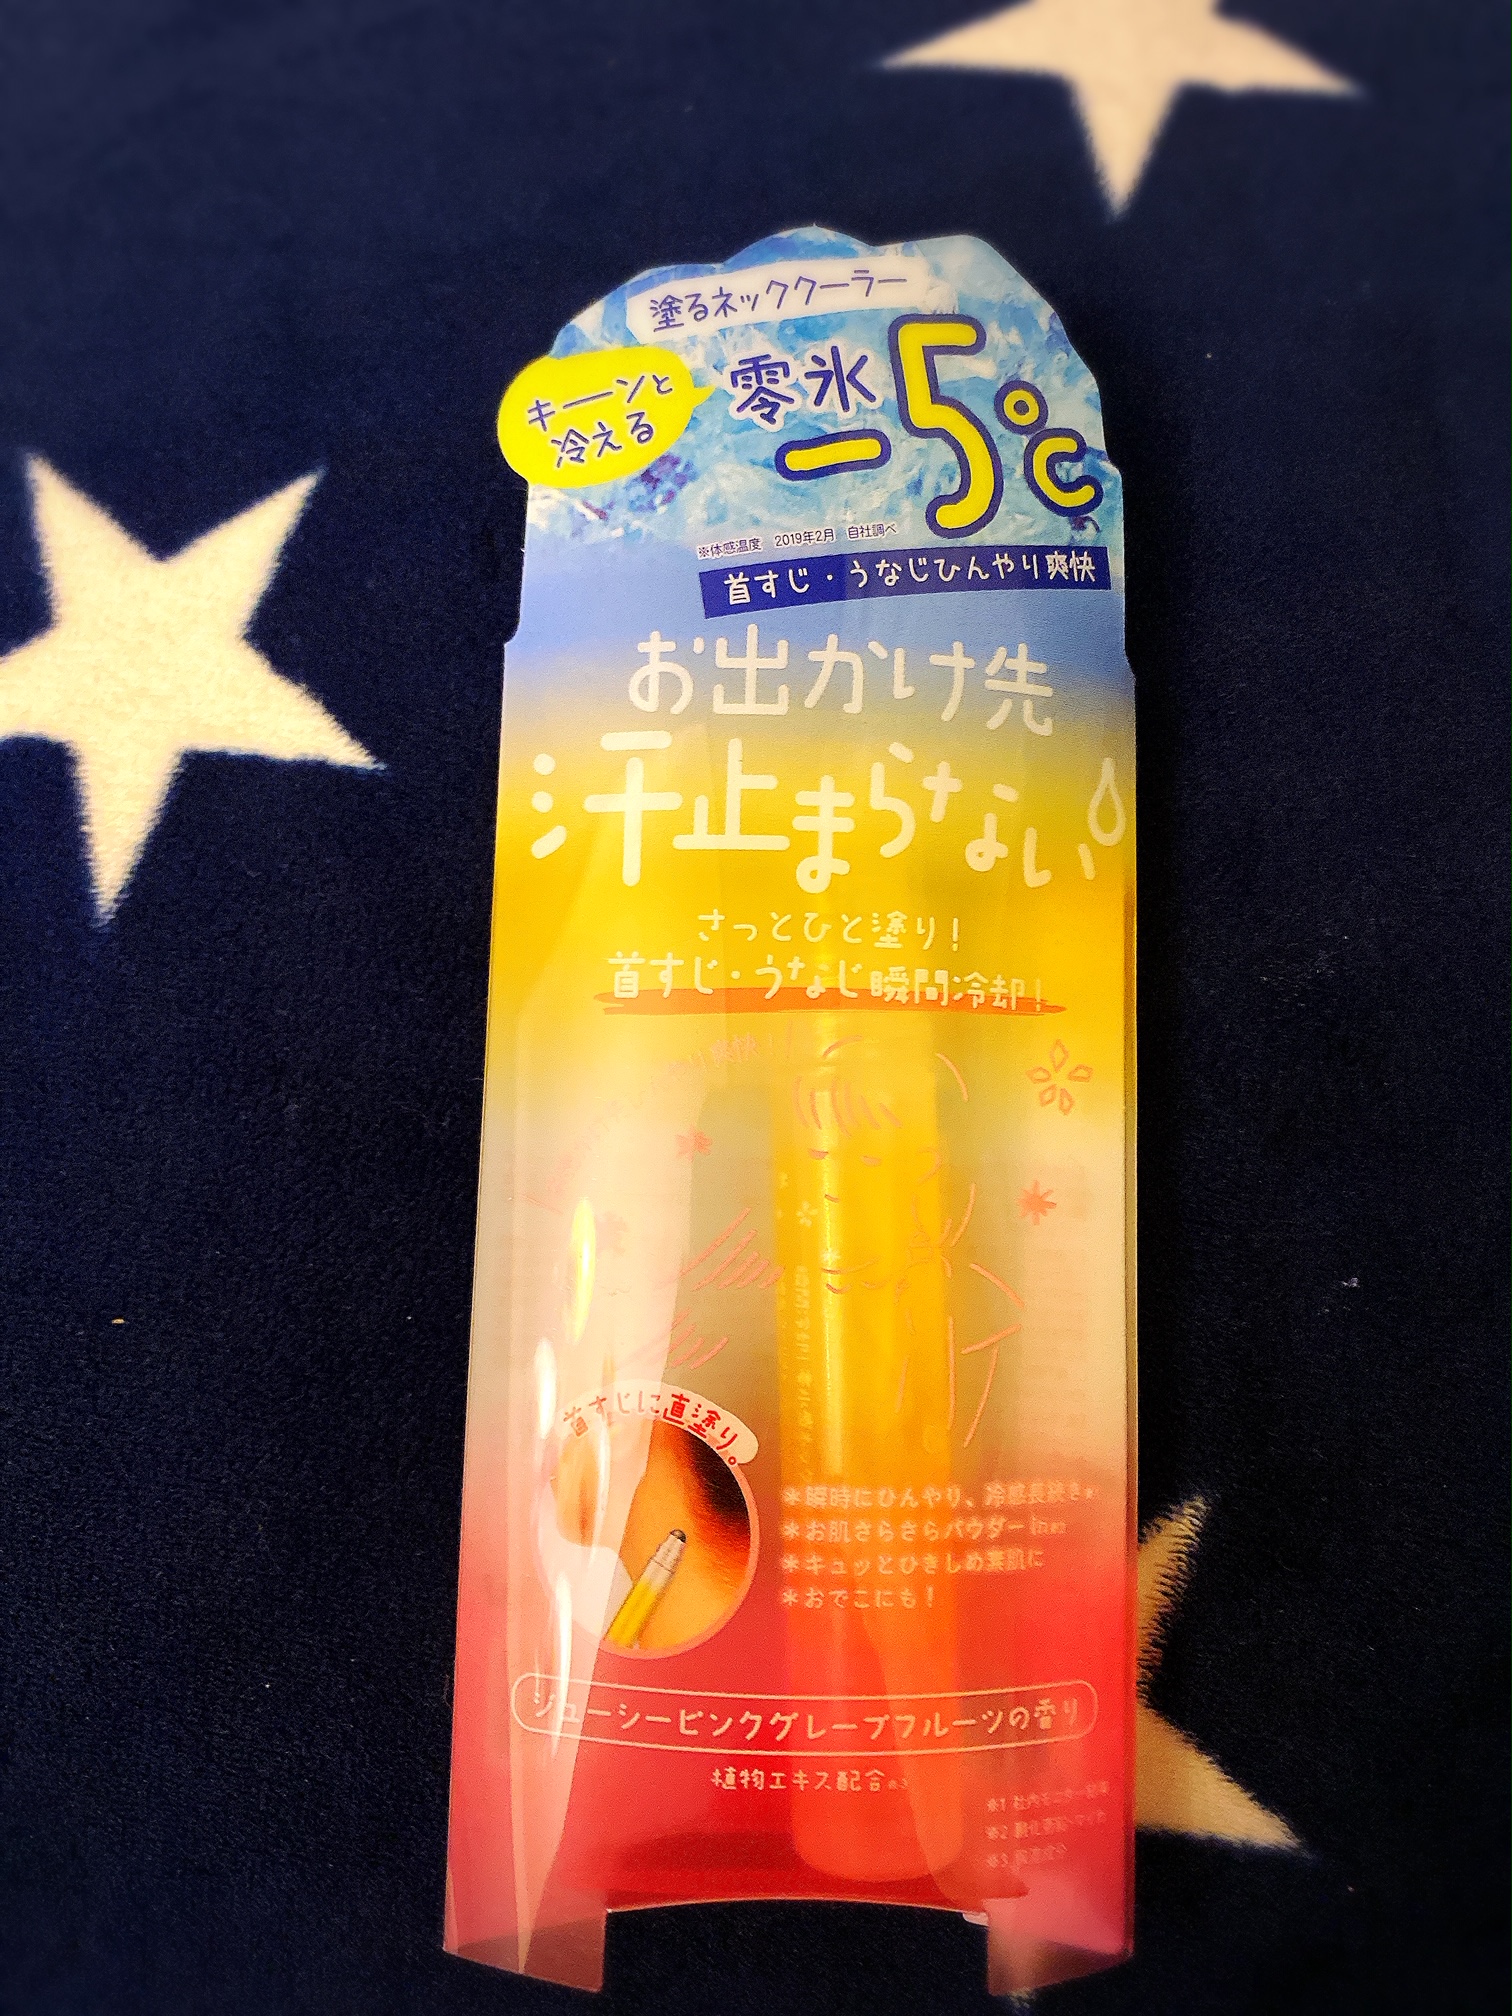 塗るネッククーラー
キーンと
冷える
零氷
-5℃
※体感温度 2019年2月 自社調べ
首すじ・うなじひんやり爽快
お出かけ先
汗止まらない
さっとひと塗り!
首すじ・うなじ瞬間冷却!
首すじに直塗り。
*瞬時にひんやり、冷感長続き
*お肌さらさらパウダー
*キュッとひきしめ素肌に
*おでこにも!
ジューシーピンクグレープフルーツの香り
植物エキス配合